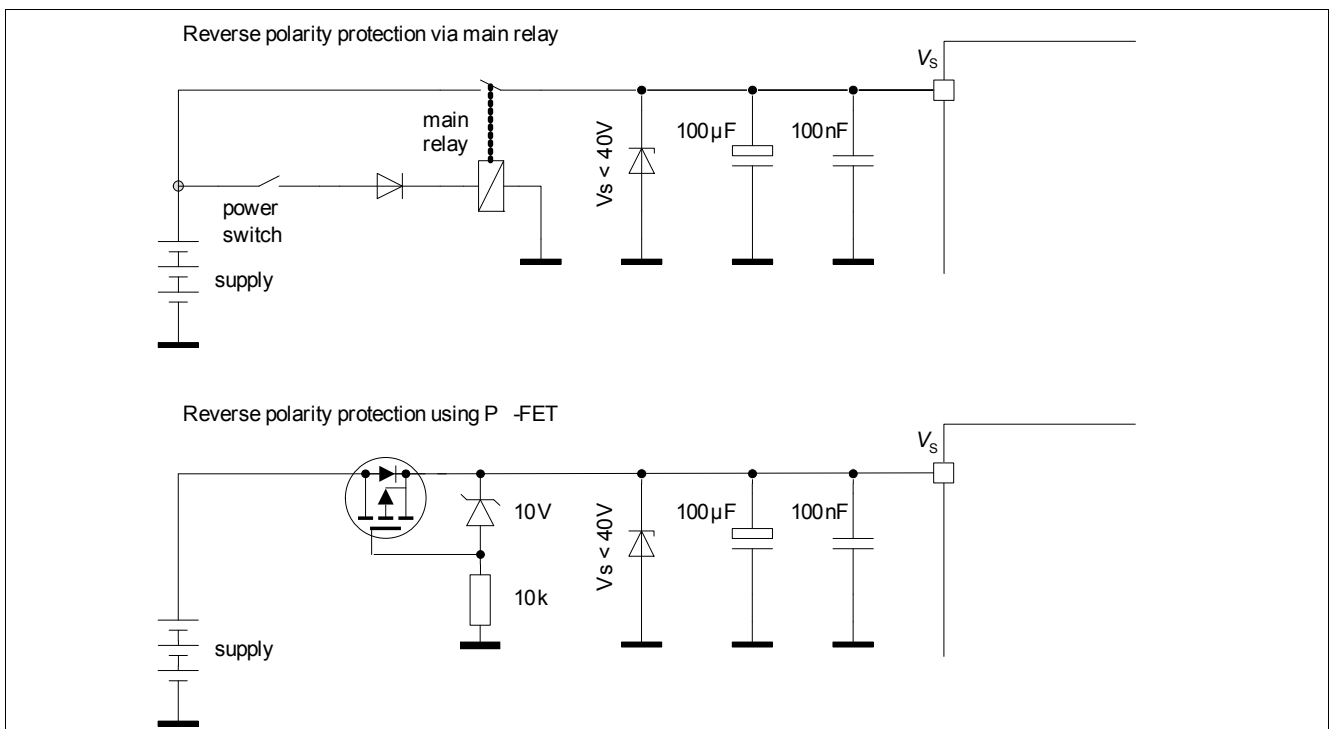 Reverse polarity protection via main relay
VS
main
relay
Vs < 40V
100µF
100nF
power
switch
supply
Reverse polarity protection using P -FET
VS
10V
Vs < 40V
100µF
100nF
10k
supply